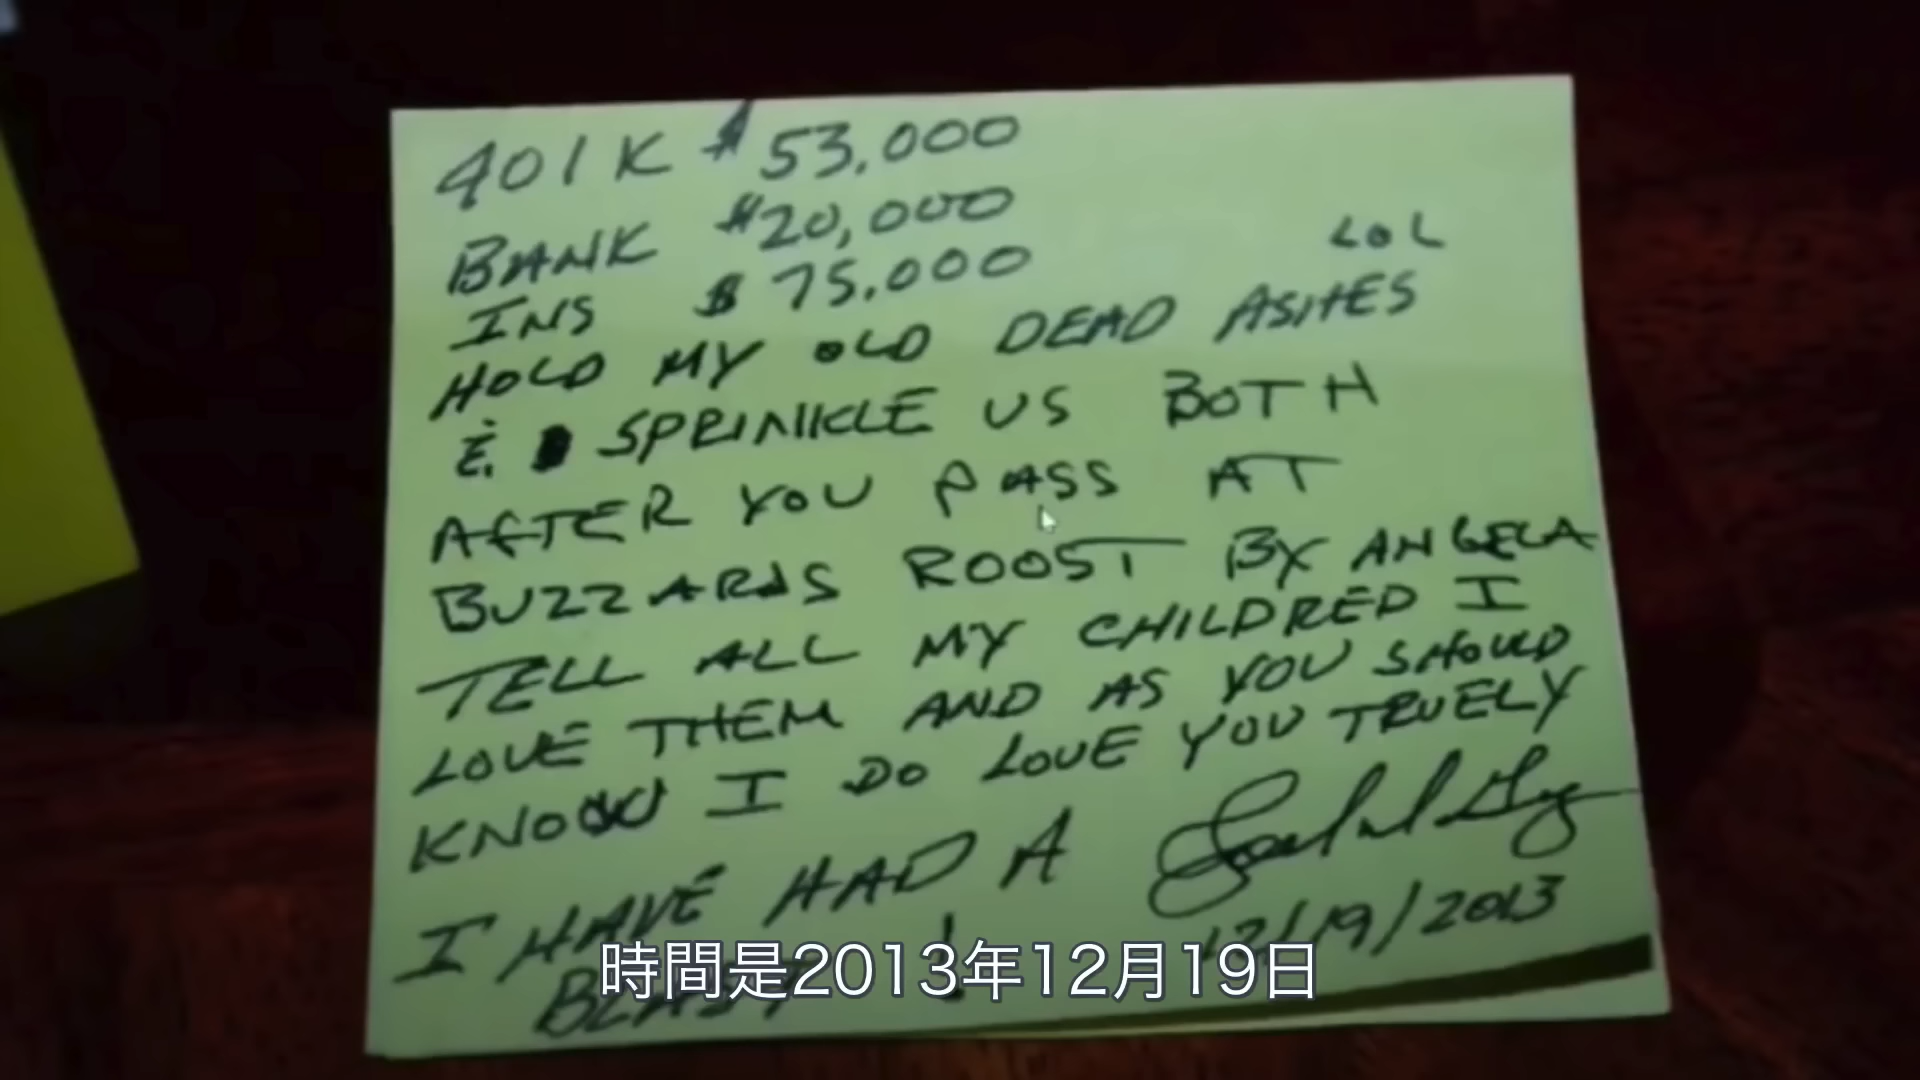 401K $53,000
BANK $20,000
INS $75,000
LOL
HOLD MY OLD DEAD ASHES
&. SPRINKLE US BOTH
AFTER YOU PASS AT
BUZZARDS ROOST BY ANGELA
TELL ALL MY CHILDRED I
LOVE THEM AND AS YOU SHOULD
KNOW I DO LOVE YOU TRUELY
I HAVE HAD A
BLAST !
12/19/2013
時間是2013年12月19日